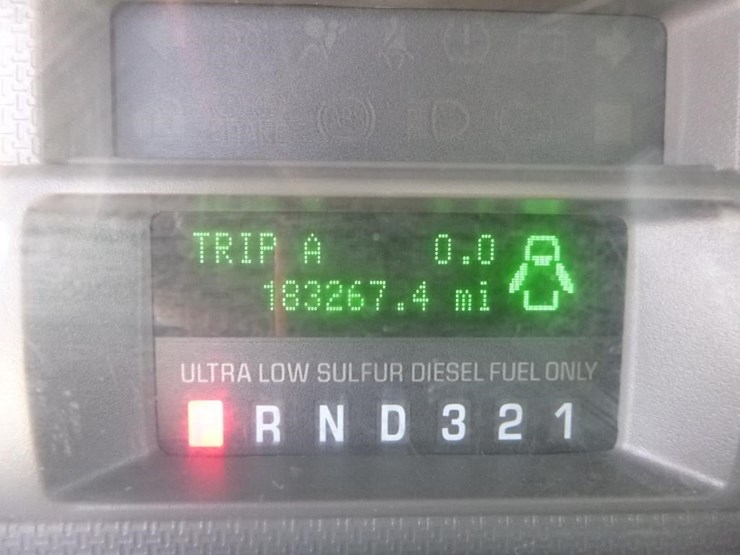 TRIP A 0.0
183267.4 mi
ULTRA LOW SULFUR DIESEL FUEL ONLY
R N D 3 2 1